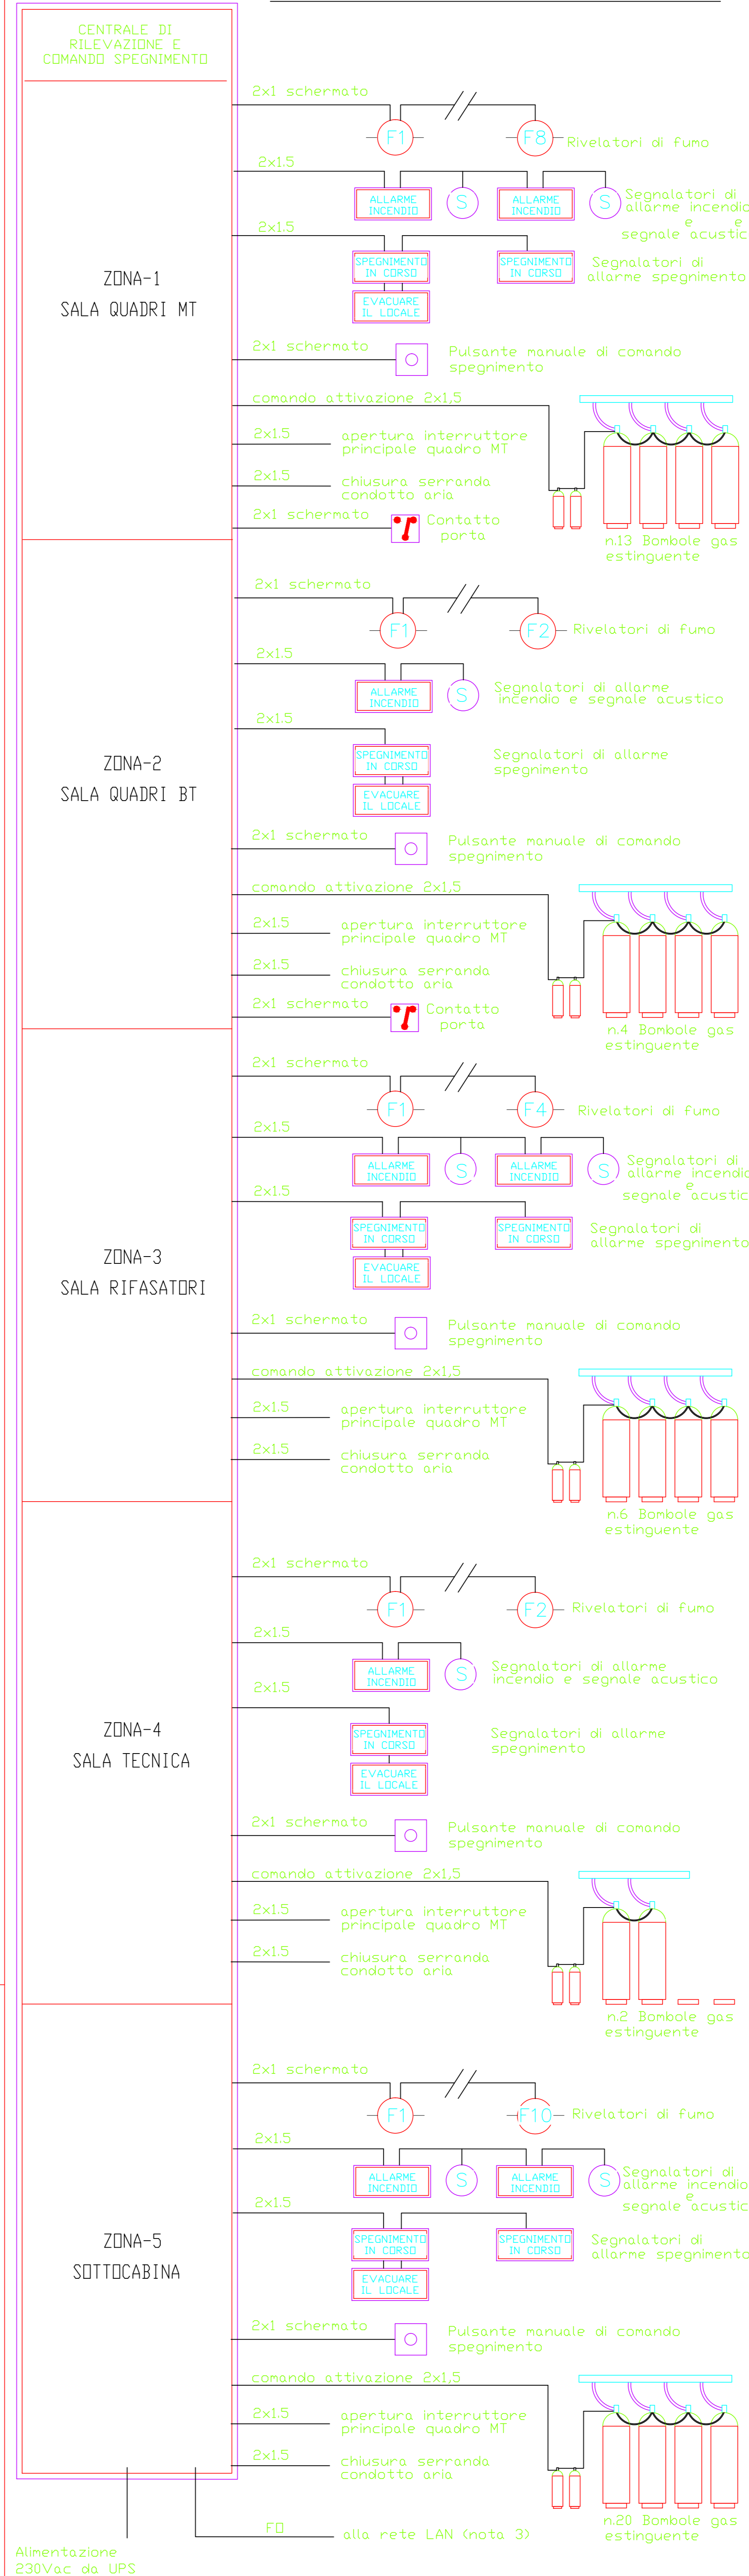 CENTRALE DI
RILEVAZIONE E
COMANDO SPEGNIMENTO
ZONA-1
SALA QUADRI MT
2x1 schermato
F1
F8
Rivelatori di fumo
2x1.5
ALLARME
INCENDIO
S
ALLARME
INCENDIO
S
Segnalatori di
allarme incendio
e e
segnale acustic
2x1.5
SPEGNIMENTO
IN CORSO
SPEGNIMENTO
IN CORSO
EVACUARE
IL LOCALE
Segnalatori di
allarme spegnimento
2x1 schermato
Pulsante manuale di comando
spegnimento
comando attivazione 2x1,5
2x1.5
apertura interruttore
principale quadro MT
2x1.5
chiusura serranda
condotto aria
2x1 schermato
Contatto
porta
n.13 Bombole gas
estinguente
ZONA-2
SALA QUADRI BT
2x1 schermato
F1
F2
Rivelatori di fumo
2x1.5
ALLARME
INCENDIO
S
Segnalatori di allarme
incendio e segnale acustico
2x1.5
SPEGNIMENTO
IN CORSO
EVACUARE
IL LOCALE
Segnalatori di allarme
spegnimento
2x1 schermato
Pulsante manuale di comando
spegnimento
comando attivazione 2x1,5
2x1.5
apertura interruttore
principale quadro MT
2x1.5
chiusura serranda
condotto aria
2x1 schermato
Contatto
porta
n.4 Bombole gas
estinguente
ZONA-3
SALA RIFASATORI
2x1 schermato
F1
F4
Rivelatori di fumo
2x1.5
ALLARME
INCENDIO
S
ALLARME
INCENDIO
S
Segnalatori di
allarme incendio
e
segnale acustic
2x1.5
SPEGNIMENTO
IN CORSO
SPEGNIMENTO
IN CORSO
EVACUARE
IL LOCALE
Segnalatori di
allarme spegnimento
2x1 schermato
Pulsante manuale di comando
spegnimento
comando attivazione 2x1,5
2x1.5
apertura interruttore
principale quadro MT
2x1.5
chiusura serranda
condotto aria
n.6 Bombole gas
estinguente
ZONA-4
SALA TECNICA
2x1 schermato
F1
F2
Rivelatori di fumo
2x1.5
ALLARME
INCENDIO
S
Segnalatori di allarme
incendio e segnale acustico
2x1.5
SPEGNIMENTO
IN CORSO
EVACUARE
IL LOCALE
Segnalatori di allarme
spegnimento
2x1 schermato
Pulsante manuale di comando
spegnimento
comando attivazione 2x1,5
2x1.5
apertura interruttore
principale quadro MT
2x1.5
chiusura serranda
condotto aria
n.2 Bombole gas
estinguente
ZONA-5
SOTTOCABINA
2x1 schermato
F1
F10
Rivelatori di fumo
2x1.5
ALLARME
INCENDIO
S
ALLARME
INCENDIO
S
Segnalatori di
allarme incendio
e
segnale acustic
2x1.5
SPEGNIMENTO
IN CORSO
SPEGNIMENTO
IN CORSO
EVACUARE
IL LOCALE
Segnalatori di
allarme spegnimento
2x1 schermato
Pulsante manuale di comando
spegnimento
comando attivazione 2x1,5
2x1.5
apertura interruttore
principale quadro MT
2x1.5
chiusura serranda
condotto aria
n.20 Bombole gas
estinguente
FO
alla rete LAN (nota 3)
Alimentazione
230Vac da UPS